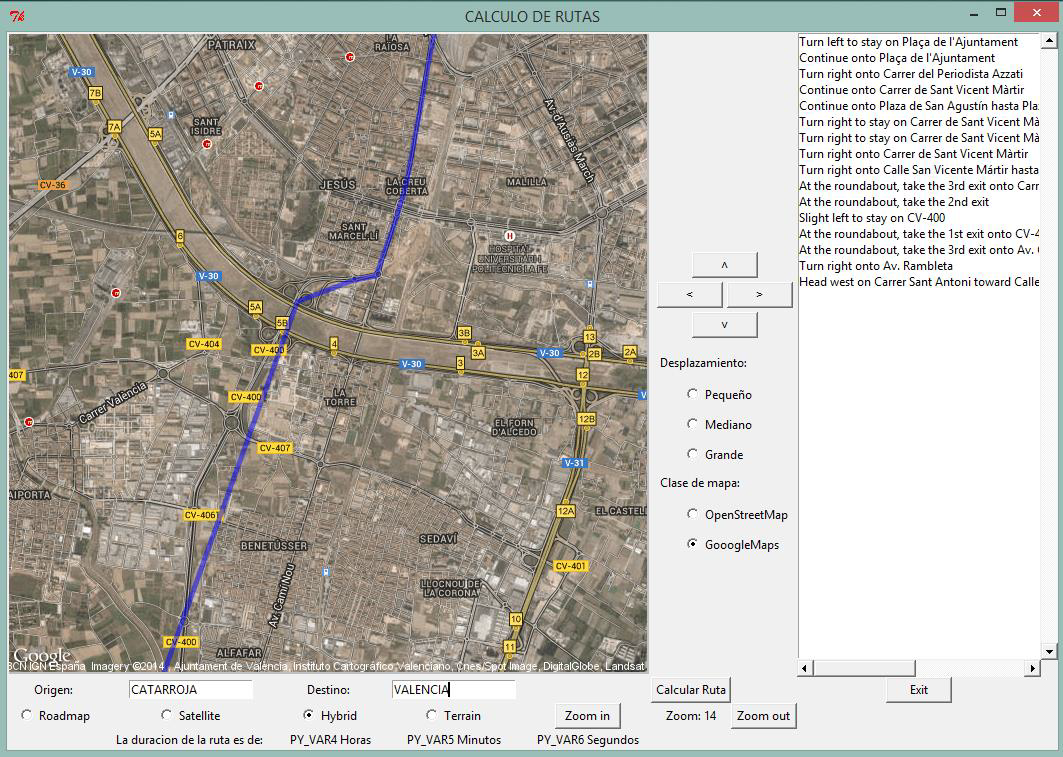 CALCULO DE RUTAS
PATRAIX
LA RAÏOSA
V-30
7B
7A
5A
SANT ISIDRE
CV-36
JESÚS
LA CREU COBERTA
MALILLA
Av. d'Ausiàs March
SANT MARCEL·LÍ
6
H
HOSPITAL UNIVERSITARI I POLITÈCNIC LA FE
V-30
5A
5B
CV-404
CV-400
4
3B
3A
3
V-30
V-30
13
2B
2A
12
407
Carrer València
CV-400
LA TORRE
12B
EL FORN D'ALCEDO
CV-407
V-31
AIPORTA
CV-406
12A
EL CASTELL
BENETÚSSER
SEDAVÍ
CV-401
Av. Camí Nou
LLOCNOU DE LA CORONA
10
CV-400
11
ALFAFAR
Google
BCN IGN España Imagery ©2014 , Ajuntament de València, Instituto Cartográfico Valenciano, Cnes/Spot Image, DigitalGlobe, Landsat
^
<
>
v
Desplazamiento:
Pequeño
Mediano
Grande
Clase de mapa:
OpenStreetMap
GooogleMaps
Turn left to stay on Plaça de l'Ajuntament
Continue onto Plaça de l'Ajuntament
Turn right onto Carrer del Periodista Azzati
Continue onto Carrer de Sant Vicent Màrtir
Continue onto Plaza de San Agustín hasta Pla
Turn right to stay on Carrer de Sant Vicent Mà
Turn right to stay on Carrer de Sant Vicent Mà
Turn right onto Carrer de Sant Vicent Màrtir
Turn right onto Calle San Vicente Mártir hasta
At the roundabout, take the 3rd exit onto Carr
At the roundabout, take the 2nd exit
Slight left to stay on CV-400
At the roundabout, take the 1st exit onto CV-4
At the roundabout, take the 3rd exit onto Av.
Turn right onto Av. Rambleta
Head west on Carrer Sant Antoni toward Calle
Origen:
CATARROJA
Destino:
VALENCIA
Calcular Ruta
Exit
Roadmap
Satellite
Hybrid
Terrain
Zoom in
Zoom: 14
Zoom out
La duracion de la ruta es de:
PY_VAR4 Horas
PY_VAR5 Minutos
PY_VAR6 Segundos